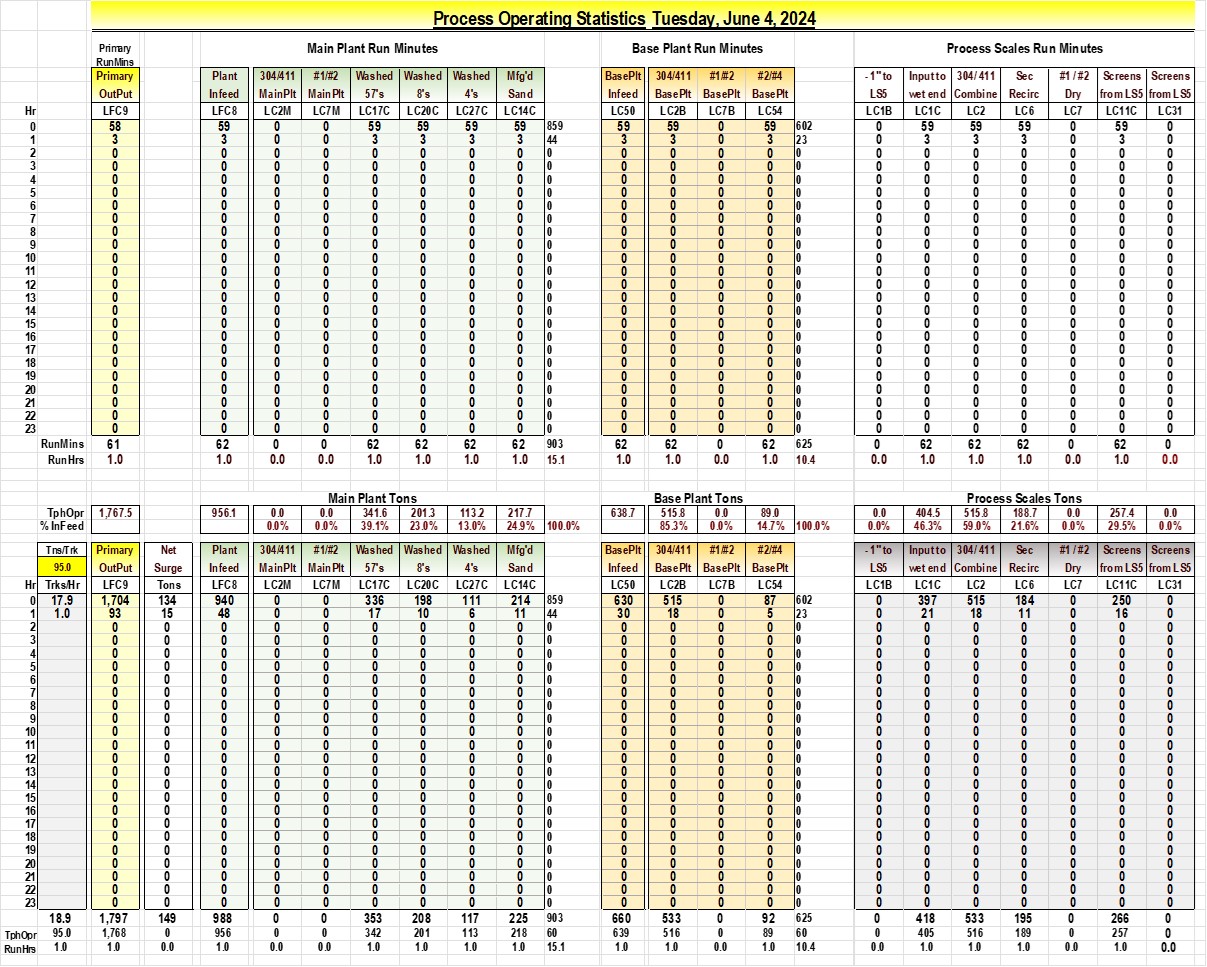 Process Operating Statistics Tuesday, June 4, 2024
Primary Main Plant Run Minutes Base Plant Run Minutes Process Scales Run Minutes
RunMins
Primary Plant 304/411 #1/#2 Washed Washed Washed Mfg'd BasePlt 304/411 #1/#2 #2/#4 - 1" to Input to 304/ 411 Sec #1 / #2 Screens Screens
OutPut Infeed MainPlt MainPlt 57's 8's 4's Sand Infeed BasePlt BasePlt BasePlt LS5 wet end Combine Recirc Dry from LS5 from LS5
Hr LFC9 LFC8 LC2M LC7M LC17C LC20C LC27C LC14C LC50 LC2B LC7B LC54 LC1B LC1C LC2 LC6 LC7 LC11C LC31
0 58 59 0 0 59 59 59 59 859 59 59 0 59 602 0 59 59 59 0 59 0
1 3 3 0 0 3 3 3 3 44 3 3 0 3 23 0 3 3 3 0 3 0
2 0 0 0 0 0 0 0 0 0 0 0 0 0 0 0 0 0 0 0 0 0
3 0 0 0 0 0 0 0 0 0 0 0 0 0 0 0 0 0 0 0 0 0
4 0 0 0 0 0 0 0 0 0 0 0 0 0 0 0 0 0 0 0 0 0
5 0 0 0 0 0 0 0 0 0 0 0 0 0 0 0 0 0 0 0 0 0
6 0 0 0 0 0 0 0 0 0 0 0 0 0 0 0 0 0 0 0 0 0
7 0 0 0 0 0 0 0 0 0 0 0 0 0 0 0 0 0 0 0 0 0
8 0 0 0 0 0 0 0 0 0 0 0 0 0 0 0 0 0 0 0 0 0
9 0 0 0 0 0 0 0 0 0 0 0 0 0 0 0 0 0 0 0 0 0
10 0 0 0 0 0 0 0 0 0 0 0 0 0 0 0 0 0 0 0 0 0
11 0 0 0 0 0 0 0 0 0 0 0 0 0 0 0 0 0 0 0 0 0
12 0 0 0 0 0 0 0 0 0 0 0 0 0 0 0 0 0 0 0 0 0
13 0 0 0 0 0 0 0 0 0 0 0 0 0 0 0 0 0 0 0 0 0
14 0 0 0 0 0 0 0 0 0 0 0 0 0 0 0 0 0 0 0 0 0
15 0 0 0 0 0 0 0 0 0 0 0 0 0 0 0 0 0 0 0 0 0
16 0 0 0 0 0 0 0 0 0 0 0 0 0 0 0 0 0 0 0 0 0
17 0 0 0 0 0 0 0 0 0 0 0 0 0 0 0 0 0 0 0 0 0
18 0 0 0 0 0 0 0 0 0 0 0 0 0 0 0 0 0 0 0 0 0
19 0 0 0 0 0 0 0 0 0 0 0 0 0 0 0 0 0 0 0 0 0
20 0 0 0 0 0 0 0 0 0 0 0 0 0 0 0 0 0 0 0 0 0
21 0 0 0 0 0 0 0 0 0 0 0 0 0 0 0 0 0 0 0 0 0
22 0 0 0 0 0 0 0 0 0 0 0 0 0 0 0 0 0 0 0 0 0
23 0 0 0 0 0 0 0 0 0 0 0 0 0 0 0 0 0 0 0 0 0
RunMins 61 62 0 0 62 62 62 62 903 62 62 0 62 625 0 62 62 62 0 62 0
RunHrs 1.0 1.0 0.0 0.0 1.0 1.0 1.0 1.0 15.1 1.0 1.0 0.0 1.0 10.4 0.0 1.0 1.0 1.0 0.0 1.0 0.0
Main Plant Tons Base Plant Tons Process Scales Tons
TphOpr 1,767.5 956.1 0.0 0.0 341.6 201.3 113.2 217.7 638.7 515.8 0.0 89.0 0.0 404.5 515.8 188.7 0.0 257.4 0.0
% InFeed 0.0% 0.0% 39.1% 23.0% 13.0% 24.9% 100.0% 85.3% 0.0% 14.7% 100.0% 0.0% 46.3% 59.0% 21.6% 0.0% 29.5% 0.0%
Tns/Trk Primary Net Plant 304/411 #1/#2 Washed Washed Washed Mfg'd BasePlt 304/411 #1/#2 #2/#4 - 1" to Input to 304/ 411 Sec #1 / #2 Screens Screens
95.0 OutPut Surge Infeed MainPlt MainPlt 57's 8's 4's Sand Infeed BasePlt BasePlt BasePlt LS5 wet end Combine Recirc Dry from LS5 from LS5
Hr Trks/Hr LFC9 Tons LFC8 LC2M LC7M LC17C LC20C LC27C LC14C LC50 LC2B LC7B LC54 LC1B LC1C LC2 LC6 LC7 LC11C LC31
0 17.9 1,704 134 940 0 0 336 198 111 214 859 630 515 0 87 602 0 397 515 184 0 250 0
1 1.0 93 15 48 0 0 17 10 6 11 44 30 18 0 5 23 0 21 18 11 0 16 0
2 0 0 0 0 0 0 0 0 0 0 0 0 0 0 0 0 0 0 0 0 0 0
3 0 0 0 0 0 0 0 0 0 0 0 0 0 0 0 0 0 0 0 0 0 0
4 0 0 0 0 0 0 0 0 0 0 0 0 0 0 0 0 0 0 0 0 0 0
5 0 0 0 0 0 0 0 0 0 0 0 0 0 0 0 0 0 0 0 0 0 0
6 0 0 0 0 0 0 0 0 0 0 0 0 0 0 0 0 0 0 0 0 0 0
7 0 0 0 0 0 0 0 0 0 0 0 0 0 0 0 0 0 0 0 0 0 0
8 0 0 0 0 0 0 0 0 0 0 0 0 0 0 0 0 0 0 0 0 0 0
9 0 0 0 0 0 0 0 0 0 0 0 0 0 0 0 0 0 0 0 0 0 0
10 0 0 0 0 0 0 0 0 0 0 0 0 0 0 0 0 0 0 0 0 0 0
11 0 0 0 0 0 0 0 0 0 0 0 0 0 0 0 0 0 0 0 0 0 0
12 0 0 0 0 0 0 0 0 0 0 0 0 0 0 0 0 0 0 0 0 0 0
13 0 0 0 0 0 0 0 0 0 0 0 0 0 0 0 0 0 0 0 0 0 0
14 0 0 0 0 0 0 0 0 0 0 0 0 0 0 0 0 0 0 0 0 0 0
15 0 0 0 0 0 0 0 0 0 0 0 0 0 0 0 0 0 0 0 0 0 0
16 0 0 0 0 0 0 0 0 0 0 0 0 0 0 0 0 0 0 0 0 0 0
17 0 0 0 0 0 0 0 0 0 0 0 0 0 0 0 0 0 0 0 0 0 0
18 0 0 0 0 0 0 0 0 0 0 0 0 0 0 0 0 0 0 0 0 0 0
19 0 0 0 0 0 0 0 0 0 0 0 0 0 0 0 0 0 0 0 0 0 0
20 0 0 0 0 0 0 0 0 0 0 0 0 0 0 0 0 0 0 0 0 0 0
21 0 0 0 0 0 0 0 0 0 0 0 0 0 0 0 0 0 0 0 0 0 0
22 0 0 0 0 0 0 0 0 0 0 0 0 0 0 0 0 0 0 0 0 0 0
23 0 0 0 0 0 0 0 0 0 0 0 0 0 0 0 0 0 0 0 0 0 0
18.9 1,797 149 988 0 0 353 208 117 225 903 660 533 0 92 625 0 418 533 195 0 266 0
TphOpr 95.0 1,768 0 956 0 0 342 201 113 218 60 639 516 0 89 60 0 405 516 189 0 257 0
RunHrs 1.0 1.0 1.0 1.0 0.0 0.0 1.0 1.0 1.0 1.0 15.1 1.0 1.0 0.0 1.0 10.4 0.0 1.0 1.0 1.0 0.0 1.0 0.0